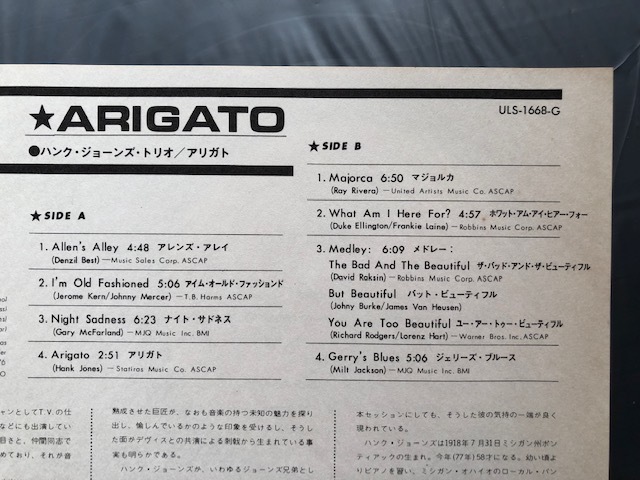 ★ARIGATO
●ハンク・ジョーンズ・トリオ／アリガト
ULS-1668-G
★SIDE A
1. Allen's Alley 4:48 アレンズ・アレイ
(Denzil Best)—Music Sales Corp. ASCAP
2. I'm Old Fashioned 5:06 アイム・オールド・ファッションド
(Jerome Kern/Johnny Mercer) —T.B. Harms ASCAP
3. Night Sadness 6:23 ナイト・サドネス
(Gary McFarland)—MJQ Music Inc. BMI
4. Arigato 2:51 アリガト
(Hank Jones)—Statiras Music Co. ASCAP
★SIDE B
1. Majorca 6:50 マジョルカ
(Ray Rivera)—United Artists Music Co. ASCAP
2. What Am I Here For? 4:57 ホワット・アム・アイ・ヒアー・フォー
(Duke Ellington/Frankie Laine)—Robbins Music Corp. ASCAP
3. Medley: 6:09 メドレー：
The Bad And The Beautiful ザ・バッド・アンド・ザ・ビューティフル
(David Raksin)—Robbins Music Corp. ASCAP
But Beautiful バット・ビューティフル
(Johny Burke/James Van Heusen)
You Are Too Beautiful ユー・アー・トゥー・ビューティフル
(Richard Rodgers/Lorenz Hart)—Warner Bros Inc. ASCAP
4. Gerry's Blues 5:06 ジェリーズ・ブルース
(Milt Jackson)—MJQ Music Inc. BMI
ャンとしてT.V.の仕
などにも出演してい
目さと、仲間同志で
めており、それが音
熟成させた巨匠が、なおも音楽の持つ未知の魅力を探り
出し、愉しんでいるかのような印象を受けるし、そうし
た面がデヴィスとの共演による刺戟から生まれている事
実も明らかである。
ハンク・ジョーンズが、いわゆるジョーンズ兄弟とし
本セッションにしても、そうした彼の気持の一端が良く
現われている。
ハンク・ジョーンズは1918年7月31日ミシガン州ポン
ティアックの生まれ。今年(77年)58才になる。幼い頃よ
りピアノを習い、ミシガン・オハイオのローカル・バン